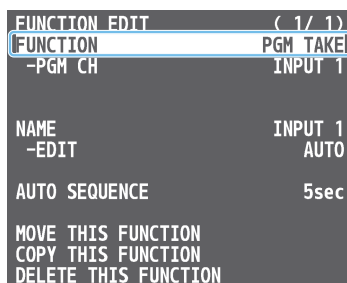 FUNCTION EDIT ( 1/ 1)
FUNCTION PGM TAKE
-PGM CH INPUT 1
NAME INPUT 1
-EDIT AUTO
AUTO SEQUENCE 5sec
MOVE THIS FUNCTION
COPY THIS FUNCTION
DELETE THIS FUNCTION